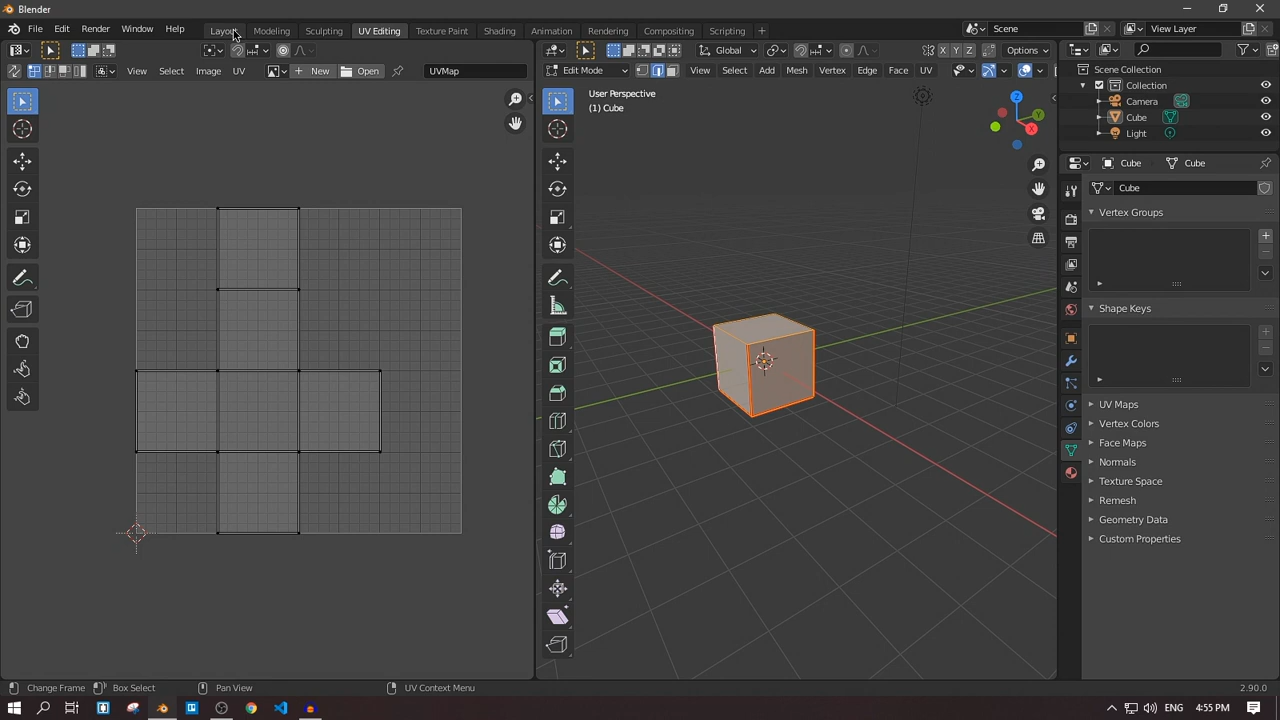 Blender
File Edit Render Window Help Layout Modeling Sculpting UV Editing Texture Paint Shading Animation Rendering Compositing Scripting + Scene View Layer
Global X Y Z Options
View Select Image UV + New Open UVMap Edit Mode View Select Add Mesh Vertex Edge Face UV
Scene Collection
Collection
Camera
Cube
Light
User Perspective
(1) Cube
Z
Y
X
Cube Cube
Cube
Vertex Groups
Shape Keys
UV Maps
Vertex Colors
Face Maps
Normals
Texture Space
Remesh
Geometry Data
Custom Properties
Change Frame Box Select Pan View UV Context Menu 2.90.0
ENG 4:55 PM